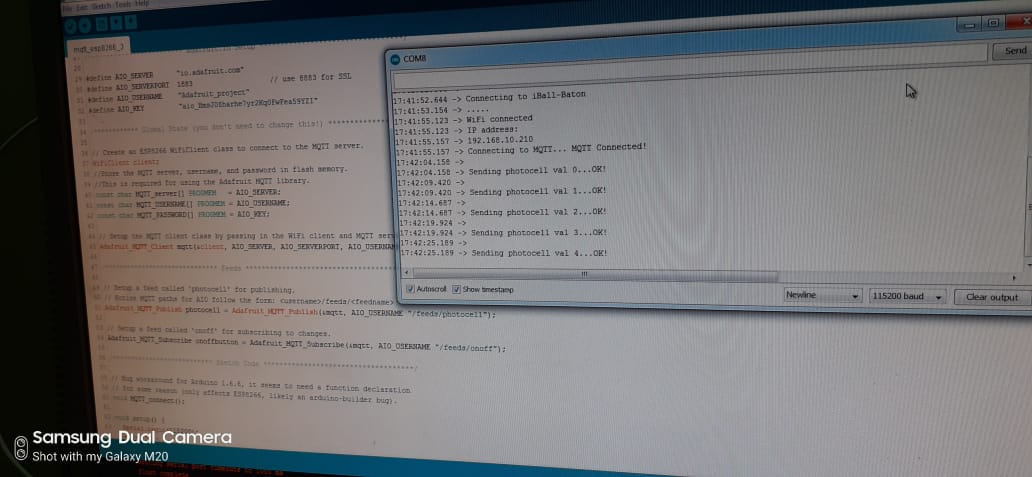 File Edit Sketch Tools Help
mqtt_esp8266_2
#define AIO_SERVER "io.adafruit.com"
#define AIO_SERVERPORT 1883 // use 8883 for SSL
#define AIO_USERNAME "Adafruit_project"
#define AIO_KEY
/************ Global State (you don't need to change this!) ******************
// Create an ESP8266 WiFiClient class to connect to the MQTT server.
WiFiClient client;
//Store the MQTT server, username, and password in flash memory.
//This is required for using the Adafruit MQTT library.
const char MQTT_SERVER[] PROGMEM = AIO_SERVER;
const char MQTT_USERNAME[] PROGMEM = AIO_USERNAME;
const char MQTT_PASSWORD[] PROGMEM = AIO_KEY;
// Setup the MQTT client class by passing in the WiFi client and MQTT
Adafruit_MQTT_Client mqtt(&client, AIO_SERVER, AIO_SERVERPORT, AIO_USERNAM
/**************************** Feeds
// Setup a feed called 'photocell' for publishing.
// Notice MQTT paths for AIO follow the form: <username>/feeds/<feedname>
Adafruit_MQTT_Publish photocell = Adafruit_MQTT_Publish(&mqtt, AIO_USERNAME "/feeds/photocell");
// Setup a feed called 'onoff' for subscribing to changes.
Adafruit_MQTT_Subscribe onoffbutton = Adafruit_MQTT_Subscribe(&mqtt, AIO_USERNAME "/feeds/onoff");
/*************************** Sketch Code ************************************/
// Bug workaround for Arduino 1.6.6, it seems to need a function declaration
// for some reason (only affects ESP8266, likely an arduino-builder bug).
void MQTT_connect();
void setup() {
COM8
Send
17:41:52.644 -> Connecting to iBall-Baton
17:41:53.154 -> .....
17:41:55.123 -> WiFi connected
17:41:55.123 -> IP address:
17:41:55.157 -> 192.168.10.210
17:41:55.157 -> Connecting to MQTT... MQTT Connected!
17:42:04.158 ->
17:42:04.158 -> Sending photocell val 0...OK!
17:42:09.420 ->
17:42:09.420 -> Sending photocell val 1...OK!
17:42:14.687 ->
17:42:14.687 -> Sending photocell val 2...OK!
17:42:19.924 ->
17:42:19.924 -> Sending photocell val 3...OK!
17:42:25.189 ->
17:42:25.189 -> Sending photocell val 4...OK!
Autoscroll Show timestamp
Newline
115200 baud
Clear output
Samsung Dual Camera
Shot with my Galaxy M20